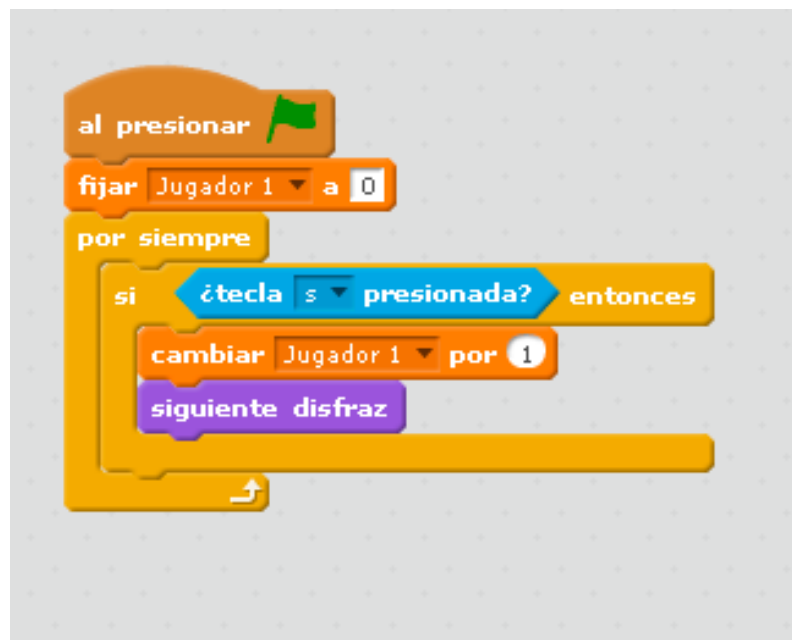 al presionar
fijar Jugador 1 a 0
por siempre
si ¿tecla s presionada? entonces
cambiar Jugador 1 por 1
siguiente disfraz